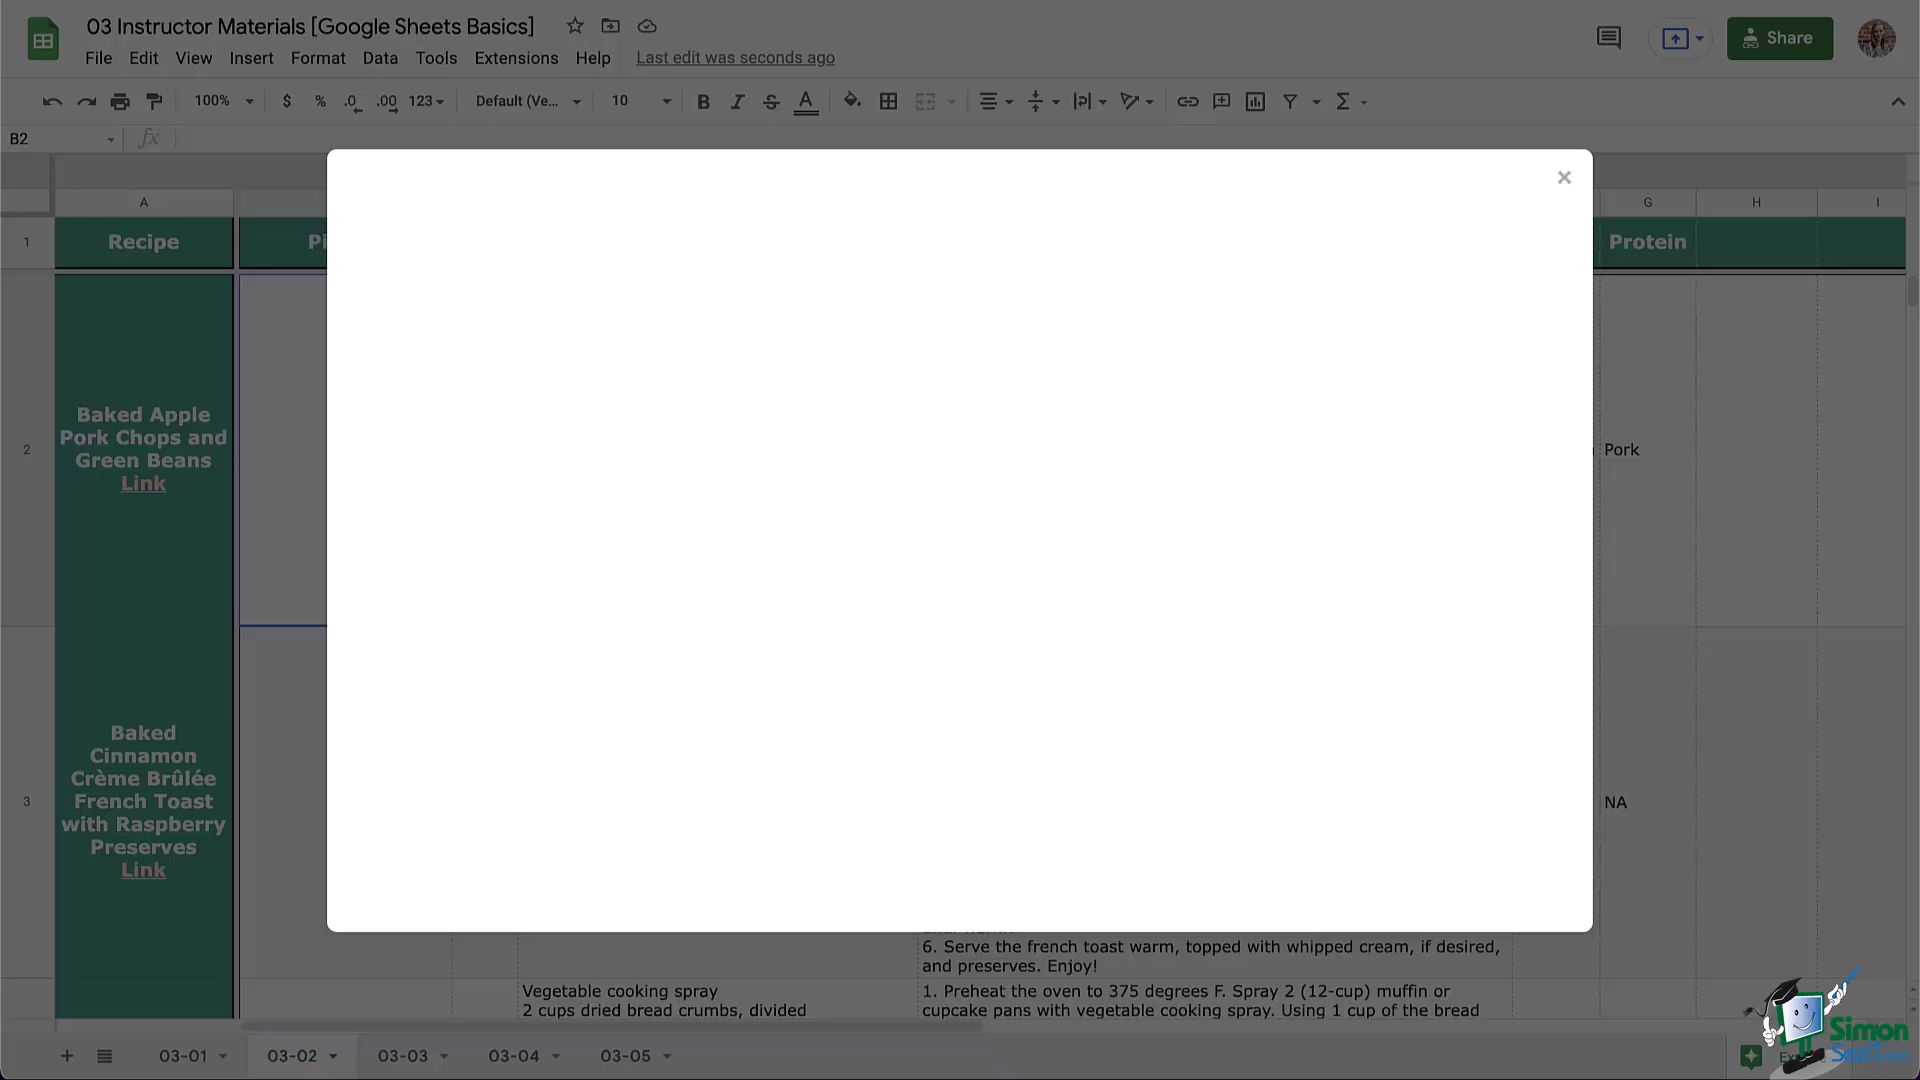 03 Instructor Materials [Google Sheets Basics]
File Edit View Insert Format Data Tools Extensions Help Last edit was seconds ago
Share
100% $ % .0 .00 123 Default (Ve... 10 B I S A Σ
B2 fx
A G H I
1 Recipe Pi Protein
2
Baked Apple
Pork Chops and
Green Beans
Link
Pork
3
Baked
Cinnamon
Crème Brûlée
French Toast
with Raspberry
Preserves
Link
NA
6. Serve the french toast warm, topped with whipped cream, if desired,
and preserves. Enjoy!
Vegetable cooking spray
2 cups dried bread crumbs, divided
1. Preheat the oven to 375 degrees F. Spray 2 (12-cup) muffin or
cupcake pans with vegetable cooking spray. Using 1 cup of the bread
03-01 03-02 03-03 03-04 03-05
Simon